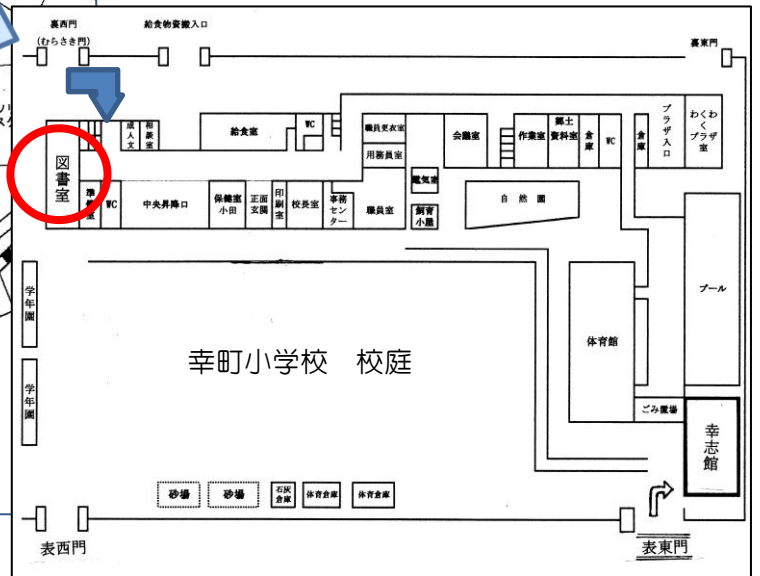 裏西門
(むらさき門)
給食物資搬入口
裏東門
図書室
成人文
相談室
給食室
WC
職員更衣室
用務員室
会議室
作業室
郷土資料室
倉庫
WC
倉庫
プラザ入口
わくわくプラザ室
準備室
WC
中央昇降口
保健室
小田
正面玄関
印刷室
校長室
事務センター
職員室
電気室
飼育小屋
自然園
学年園
学年園
幸町小学校 校庭
体育館
プール
ごみ置場
幸志館
砂場
砂場
石灰倉庫
体育倉庫
体育倉庫
表西門
表東門